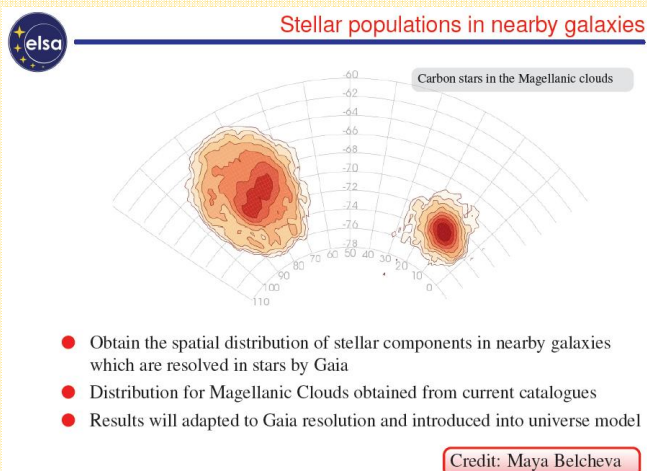 elsa
Stellar populations in nearby galaxies
Carbon stars in the Magellanic clouds
-60
-62
-64
-66
-68
-70
-72
-74
-76
-78
110
100
90
80
70
60
50
40
30
20
10
0
● Obtain the spatial distribution of stellar components in nearby galaxies
which are resolved in stars by Gaia
● Distribution for Magellanic Clouds obtained from current catalogues
● Results will adapted to Gaia resolution and introduced into universe model
Credit: Maya Belcheva